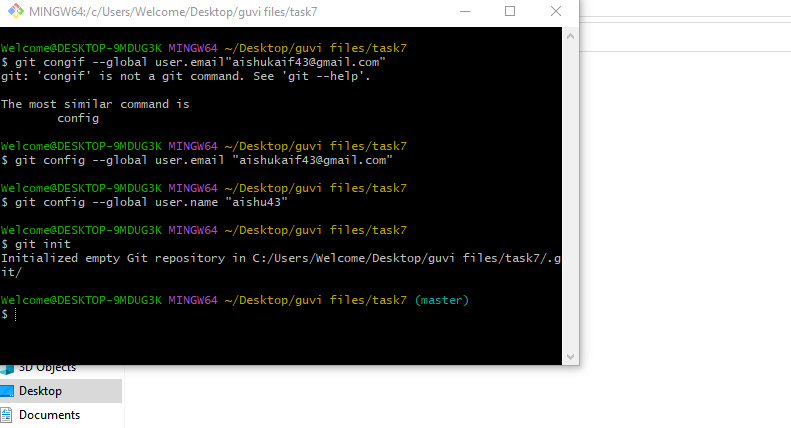 MINGW64:/c/Users/Welcome/Desktop/guvi files/task7
Welcome@DESKTOP-9MDUG3K MINGW64 ~/Desktop/guvi files/task7
$ git congif --global user.email"aishukaif43@gmail.com"
git: 'congif' is not a git command. See 'git --help'.
The most similar command is
config
Welcome@DESKTOP-9MDUG3K MINGW64 ~/Desktop/guvi files/task7
$ git config --global user.email "aishukaif43@gmail.com"
Welcome@DESKTOP-9MDUG3K MINGW64 ~/Desktop/guvi files/task7
$ git config --global user.name "aishu43"
Welcome@DESKTOP-9MDUG3K MINGW64 ~/Desktop/guvi files/task7
$ git init
Initialized empty Git repository in C:/Users/Welcome/Desktop/guvi files/task7/.g
it/
Welcome@DESKTOP-9MDUG3K MINGW64 ~/Desktop/guvi files/task7 (master)
$
3D Objects
Desktop
Documents